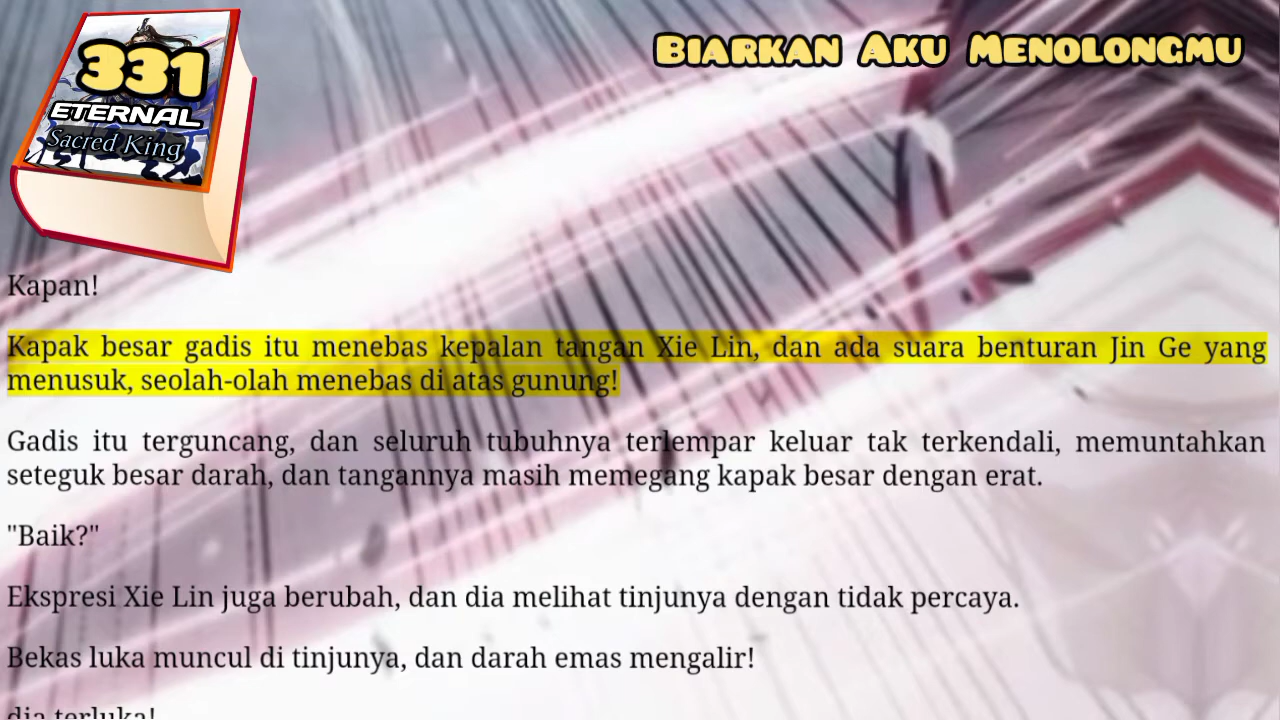 331
ETERNAL
Sacred King
Biarkan Aku Menolongmu
Kapan!
Kapak besar gadis itu menebas kepalan tangan Xie Lin, dan ada suara benturan Jin Ge yang
menusuk, seolah-olah menebas di atas gunung!
Gadis itu terguncang, dan seluruh tubuhnya terlempar keluar tak terkendali, memuntahkan
seteguk besar darah, dan tangannya masih memegang kapak besar dengan erat.
"Baik?"
Ekspresi Xie Lin juga berubah, dan dia melihat tinjunya dengan tidak percaya.
Bekas luka muncul di tinjunya, dan darah emas mengalir!
dia terluka!